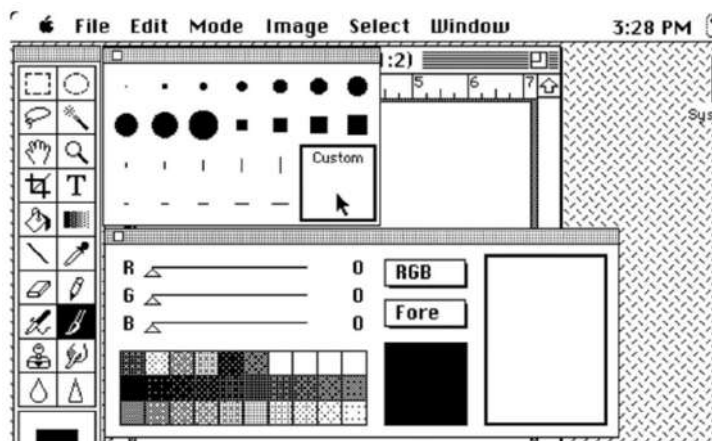 File Edit Mode Image Select Window 3:28 PM
:2)
5 6 7
Sys
Custom
T
R 0 RGB
G 0
B 0 Fore